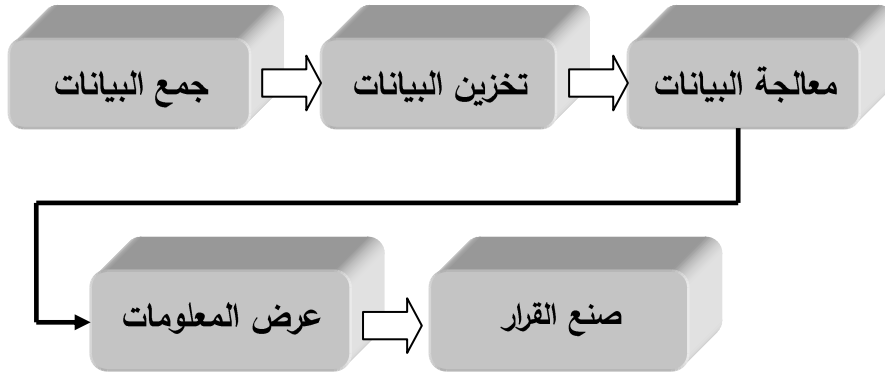 جمع البيانات
تخزين البيانات
معالجة البيانات
عرض المعلومات
صنع القرار